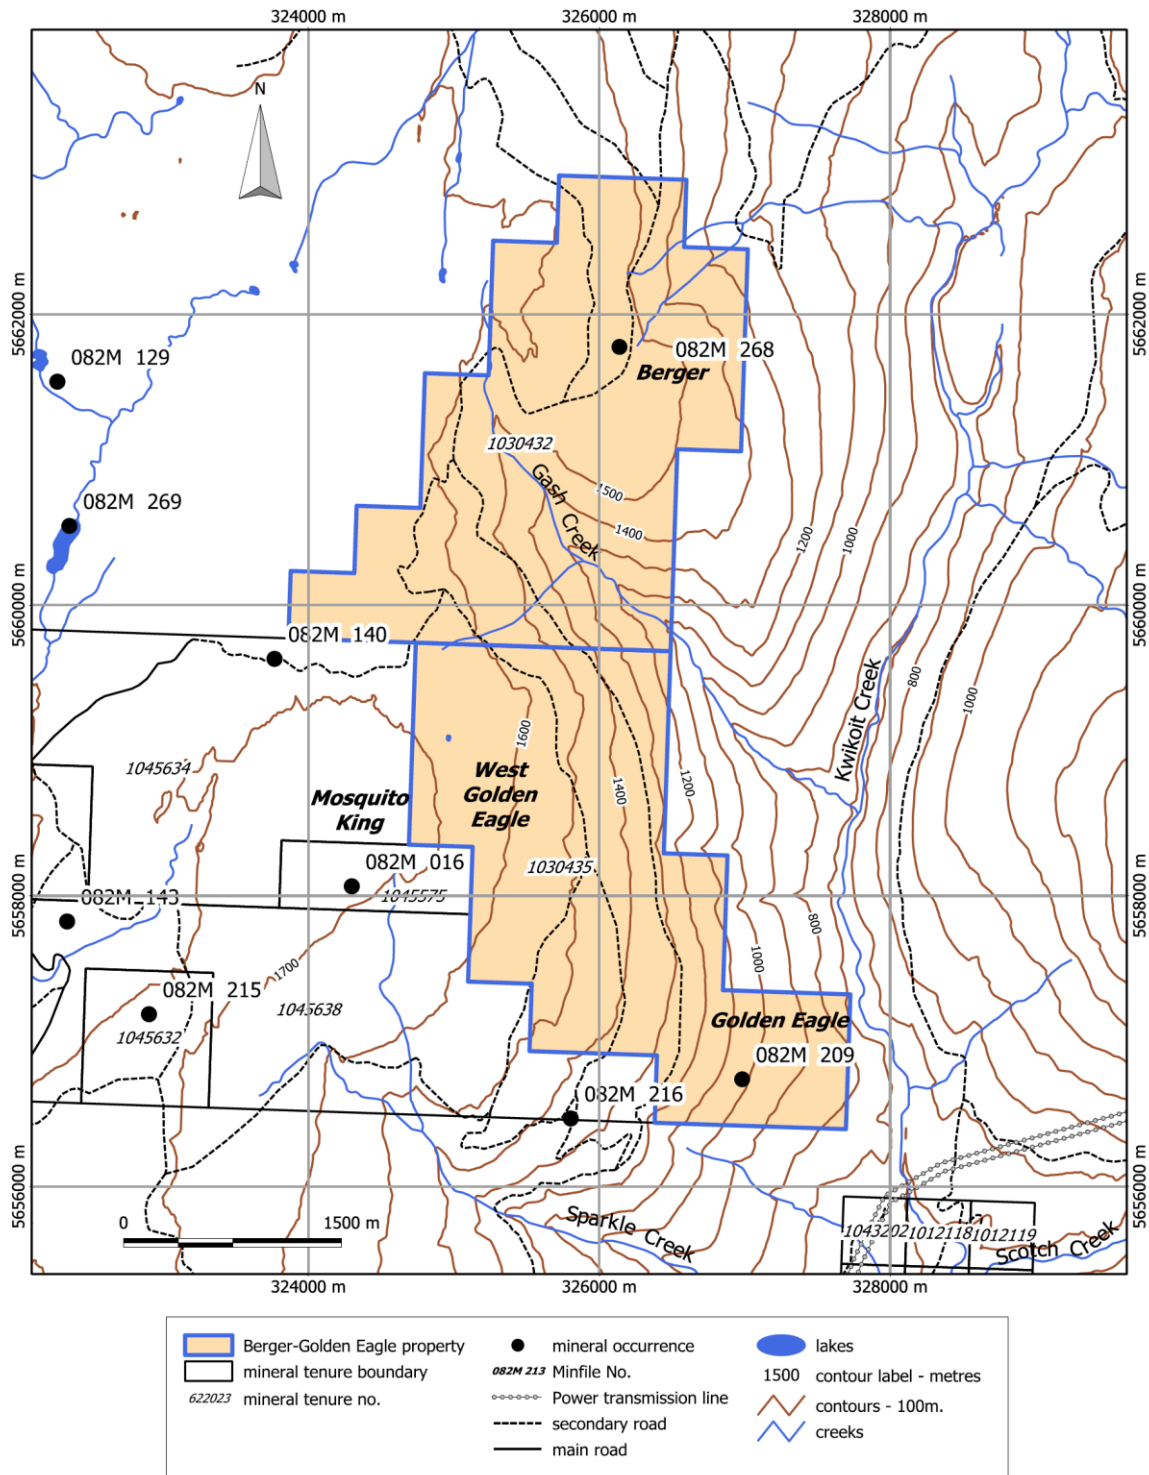 324000 m
326000 m
328000 m
N
5662000 m
5662000 m
082M 129
082M 268
Berger
1030432
082M 269
1500
Gash Creek
1400
1200
1000
5660000 m
5660000 m
082M 140
800
1000
Kwikoit Creek
1600
1400
1200
1045634
West
Golden
Eagle
Mosquito
King
082M 016
1030435
1045575
082M 143
5658000 m
5658000 m
800
1000
1700
082M 215
1045638
1045632
Golden Eagle
082M 209
082M 216
5656000 m
5656000 m
0
1500 m
Sparkle Creek
1043202
1012118
1012119
Scotch Creek
324000 m
326000 m
328000 m
Berger-Golden Eagle property
mineral tenure boundary
622023 mineral tenure no.
mineral occurrence
082M 213 Minfile No.
Power transmission line
secondary road
main road
lakes
1500 contour label - metres
contours - 100m.
creeks